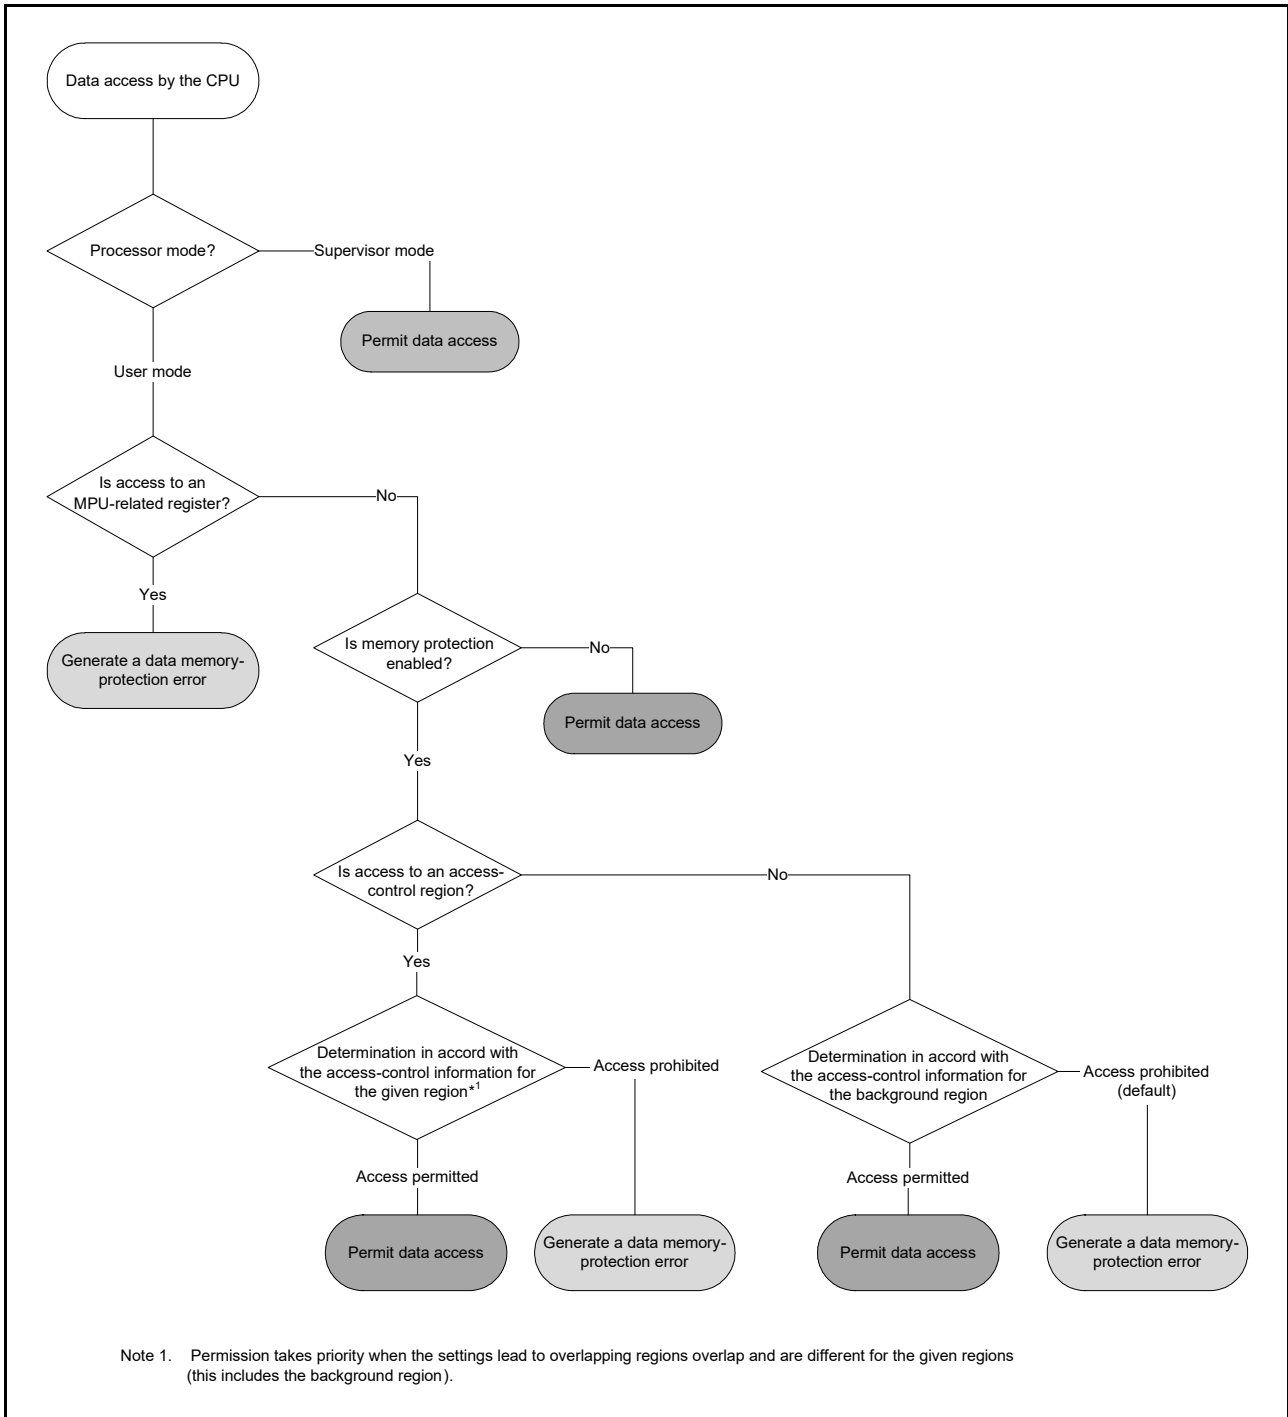 Data access by the CPU
Processor mode?
Supervisor mode
Permit data access
User mode
Is access to an
MPU-related register?
No
Yes
Generate a data memory-
protection error
Is memory protection
enabled?
No
Permit data access
Yes
Is access to an access-
control region?
No
Yes
Determination in accord with
the access-control information for
the given region*1
Access prohibited
Determination in accord with
the access-control information for
the background region
Access prohibited
(default)
Access permitted
Access permitted
Permit data access
Generate a data memory-
protection error
Permit data access
Generate a data memory-
protection error
Note 1. Permission takes priority when the settings lead to overlapping regions overlap and are different for the given regions
(this includes the background region).